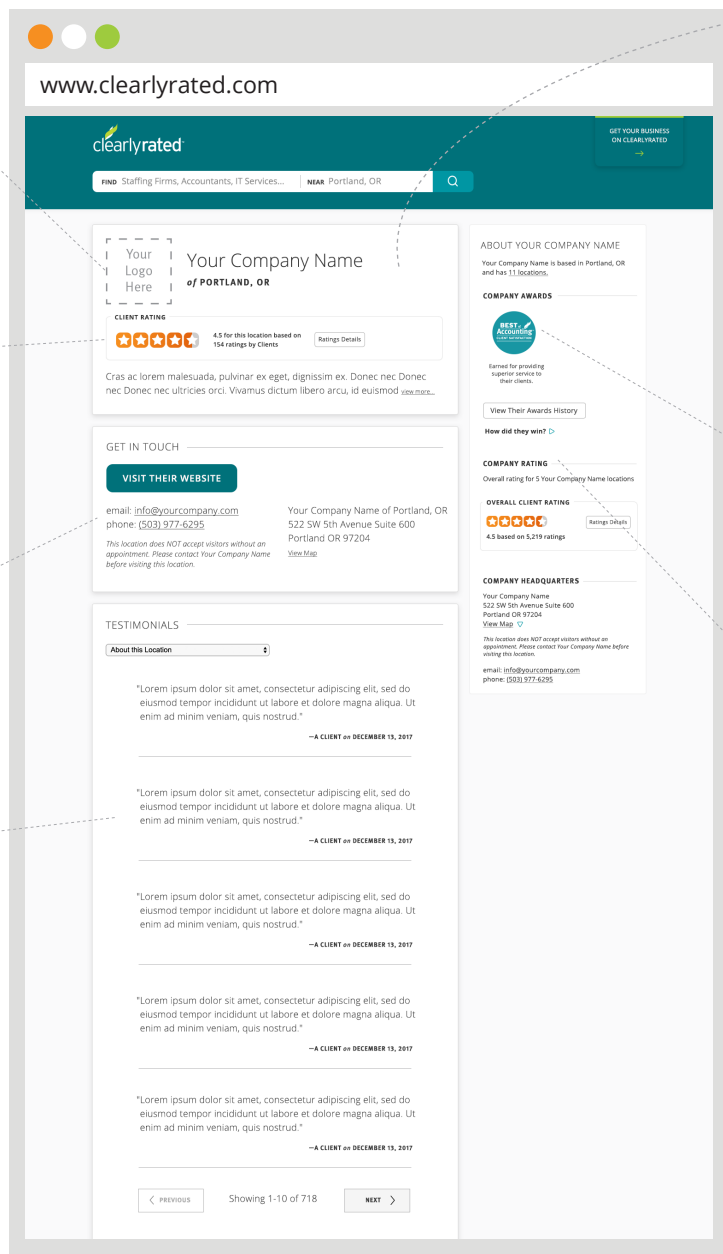 www.clearlyrated.com
clearlyrated
GET YOUR BUSINESS
ON CLEARLYRATED
→
FIND Staffing Firms, Accountants, IT Services...
NEAR Portland, OR
Your
Logo
Here
Your Company Name
of PORTLAND, OR
CLIENT RATING
4.5 for this location based on
154 ratings by Clients
Ratings Details
Cras ac lorem malesuada, pulvinar ex eget, dignissim ex. Donec nec Donec
nec Donec nec ultricies orci. Vivamus dictum libero arcu, id euismod view more...
GET IN TOUCH
VISIT THEIR WEBSITE
email: info@yourcompany.com
phone: (503) 977-6295
This location does NOT accept visitors without an
appointment. Please contact Your Company Name
before visiting this location.
Your Company Name of Portland, OR
522 SW 5th Avenue Suite 600
Portland OR 97204
View Map
TESTIMONIALS
About this Location
"Lorem ipsum dolor sit amet, consectetur adipiscing elit, sed do
eiusmod tempor incididunt ut labore et dolore magna aliqua. Ut
enim ad minim veniam, quis nostrud."
—A CLIENT on DECEMBER 13, 2017
"Lorem ipsum dolor sit amet, consectetur adipiscing elit, sed do
eiusmod tempor incididunt ut labore et dolore magna aliqua. Ut
enim ad minim veniam, quis nostrud."
—A CLIENT on DECEMBER 13, 2017
"Lorem ipsum dolor sit amet, consectetur adipiscing elit, sed do
eiusmod tempor incididunt ut labore et dolore magna aliqua. Ut
enim ad minim veniam, quis nostrud."
—A CLIENT on DECEMBER 13, 2017
"Lorem ipsum dolor sit amet, consectetur adipiscing elit, sed do
eiusmod tempor incididunt ut labore et dolore magna aliqua. Ut
enim ad minim veniam, quis nostrud."
—A CLIENT on DECEMBER 13, 2017
"Lorem ipsum dolor sit amet, consectetur adipiscing elit, sed do
eiusmod tempor incididunt ut labore et dolore magna aliqua. Ut
enim ad minim veniam, quis nostrud."
—A CLIENT on DECEMBER 13, 2017
PREVIOUS
Showing 1-10 of 718
NEXT
ABOUT YOUR COMPANY NAME
Your Company Name is based in Portland, OR
and has 11 locations.
COMPANY AWARDS
BEST of
Accounting
CLIENT SATISFACTION
Earned for providing
superior service to
their clients.
View Their Awards History
How did they win?
COMPANY RATING
Overall rating for 5 Your Company Name locations
OVERALL CLIENT RATING
Ratings Details
4.5 based on 5,219 ratings
COMPANY HEADQUARTERS
Your Company Name
522 SW 5th Avenue Suite 600
Portland OR 97204
View Map
This location does NOT accept visitors without an
appointment. Please contact Your Company Name before
visiting this location.
email: info@yourcompany.com
phone: (503) 977-6295